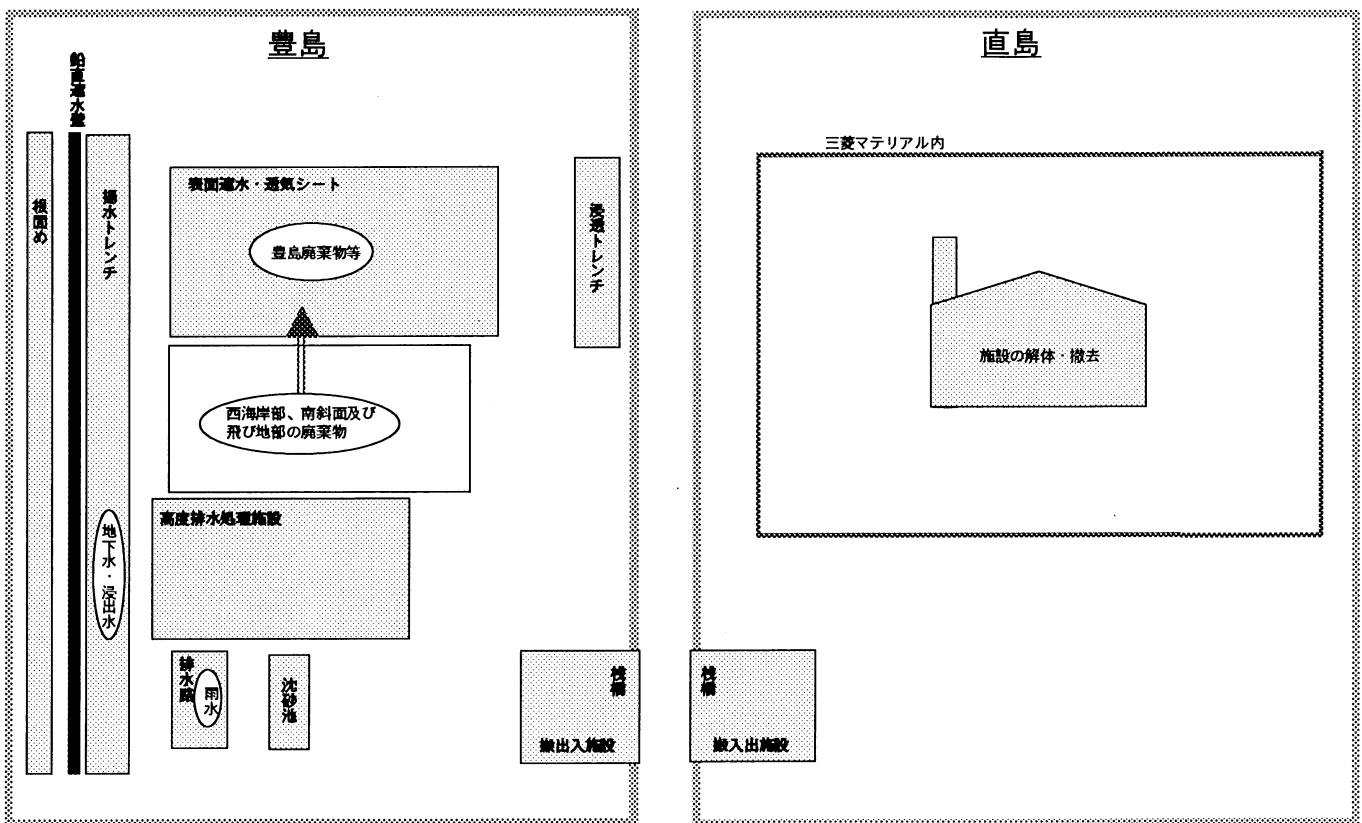 豊島
鉛直遮水壁
根固め
揚水トレンチ
地下水・浸出水
表面遮水・透気シート
豊島廃棄物等
西海岸部、南斜面及び
飛び地部の廃棄物
高度排水処理施設
排水路
雨水
沈砂池
浸透トレンチ
桟橋
搬出入施設
直島
三菱マテリアル内
施設の解体・撤去
桟橋
搬入出施設